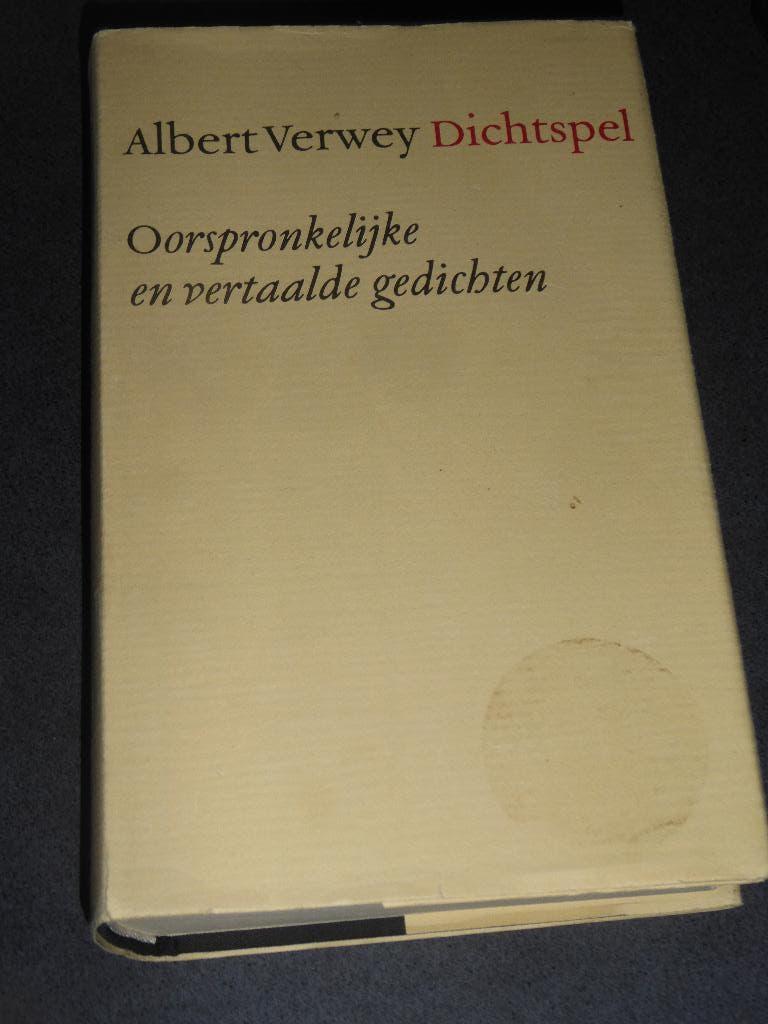 Albert Verwey Dichtspel
Oorspronkelijke
en vertaalde gedichten